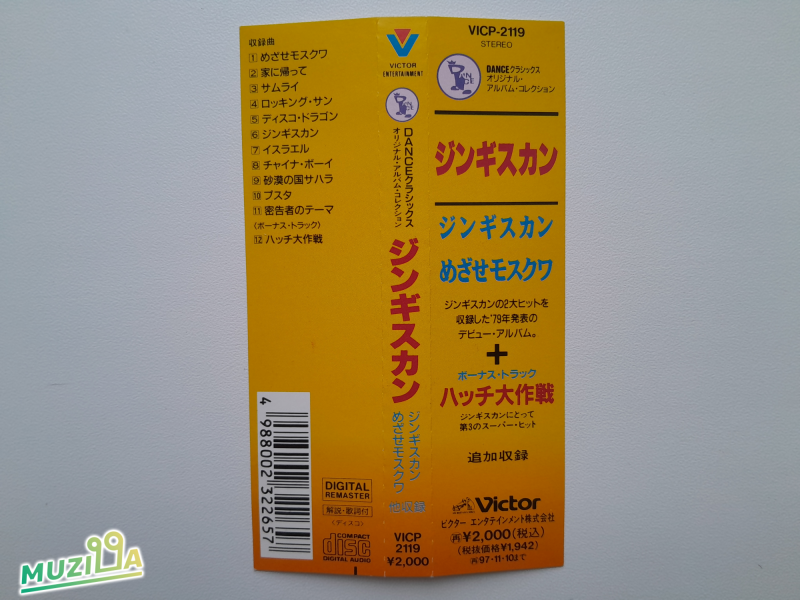 収録曲
1 めざせモスクワ
2 家に帰って
3 サムライ
4 ロッキング・サン
5 ディスコ・ドラゴン
6 ジンギスカン
7 イスラエル
8 チャイナ・ボーイ
9 砂漠の国サハラ
10 プスタ
11 密告者のテーマ
(ボーナス・トラック)
12 ハッチ大作戦
4 988002 322657
DIGITAL
REMASTER
解説・歌詞付
(ディスコ)
COMPACT
disc
DIGITAL AUDIO
VICTOR
ENTERTAINMENT
DANCEクラシックス
オリジナル・アルバム・コレクション
ジンギスカン
ジンギスカン
めざせモスクワ
他収録
VICP
2119
¥2,000
VICP-2119
STEREO
DANCEクラシックス
オリジナル・
アルバム・コレクション
ジンギスカン
ジンギスカン
めざせモスクワ
ジンギスカンの2大ヒットを
収録した'79年発表の
デビュー・アルバム。
+
ボーナス・トラック
ハッチ大作戦
ジンギスカンにとって
第3のスーパー・ヒット
追加収録
Victor
ビクター エンタテインメント株式会社
再¥2,000(税込)
(税抜価格¥1,942)
再97・11・10まで
MUZILLA